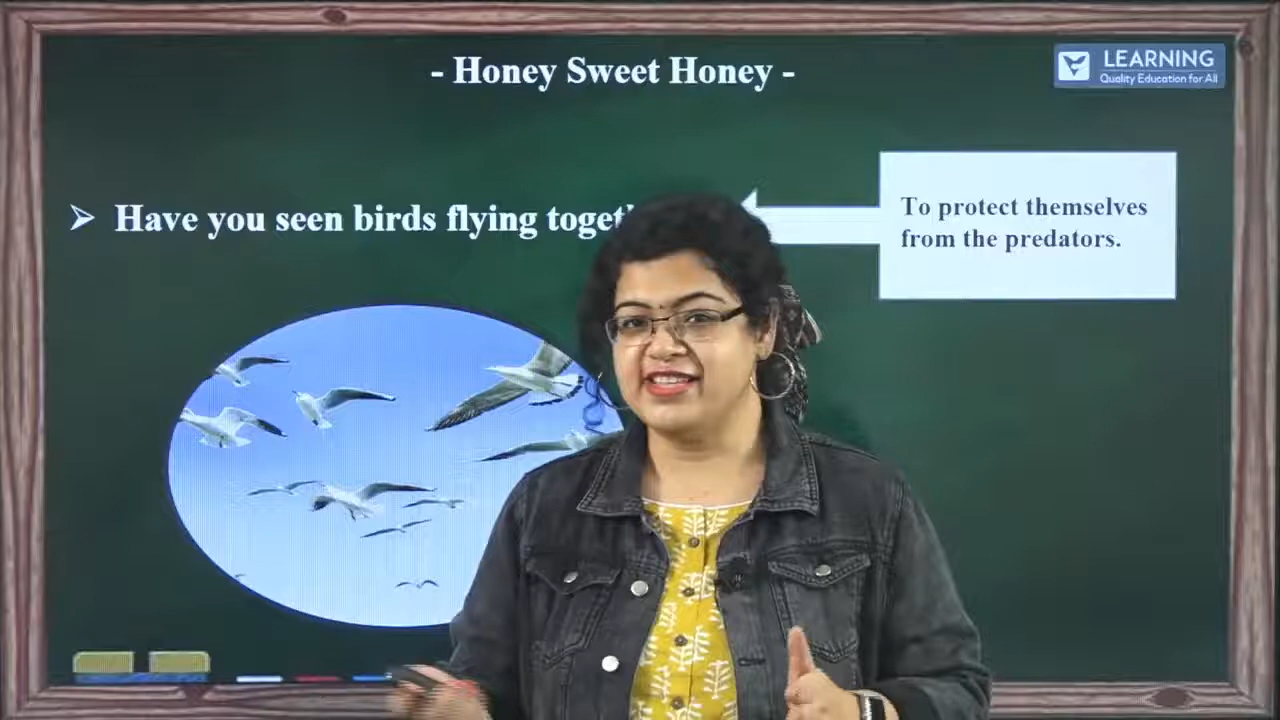 - Honey Sweet Honey -
LEARNING
Quality Education for All
➢ Have you seen birds flying
To protect themselves
from the predators.